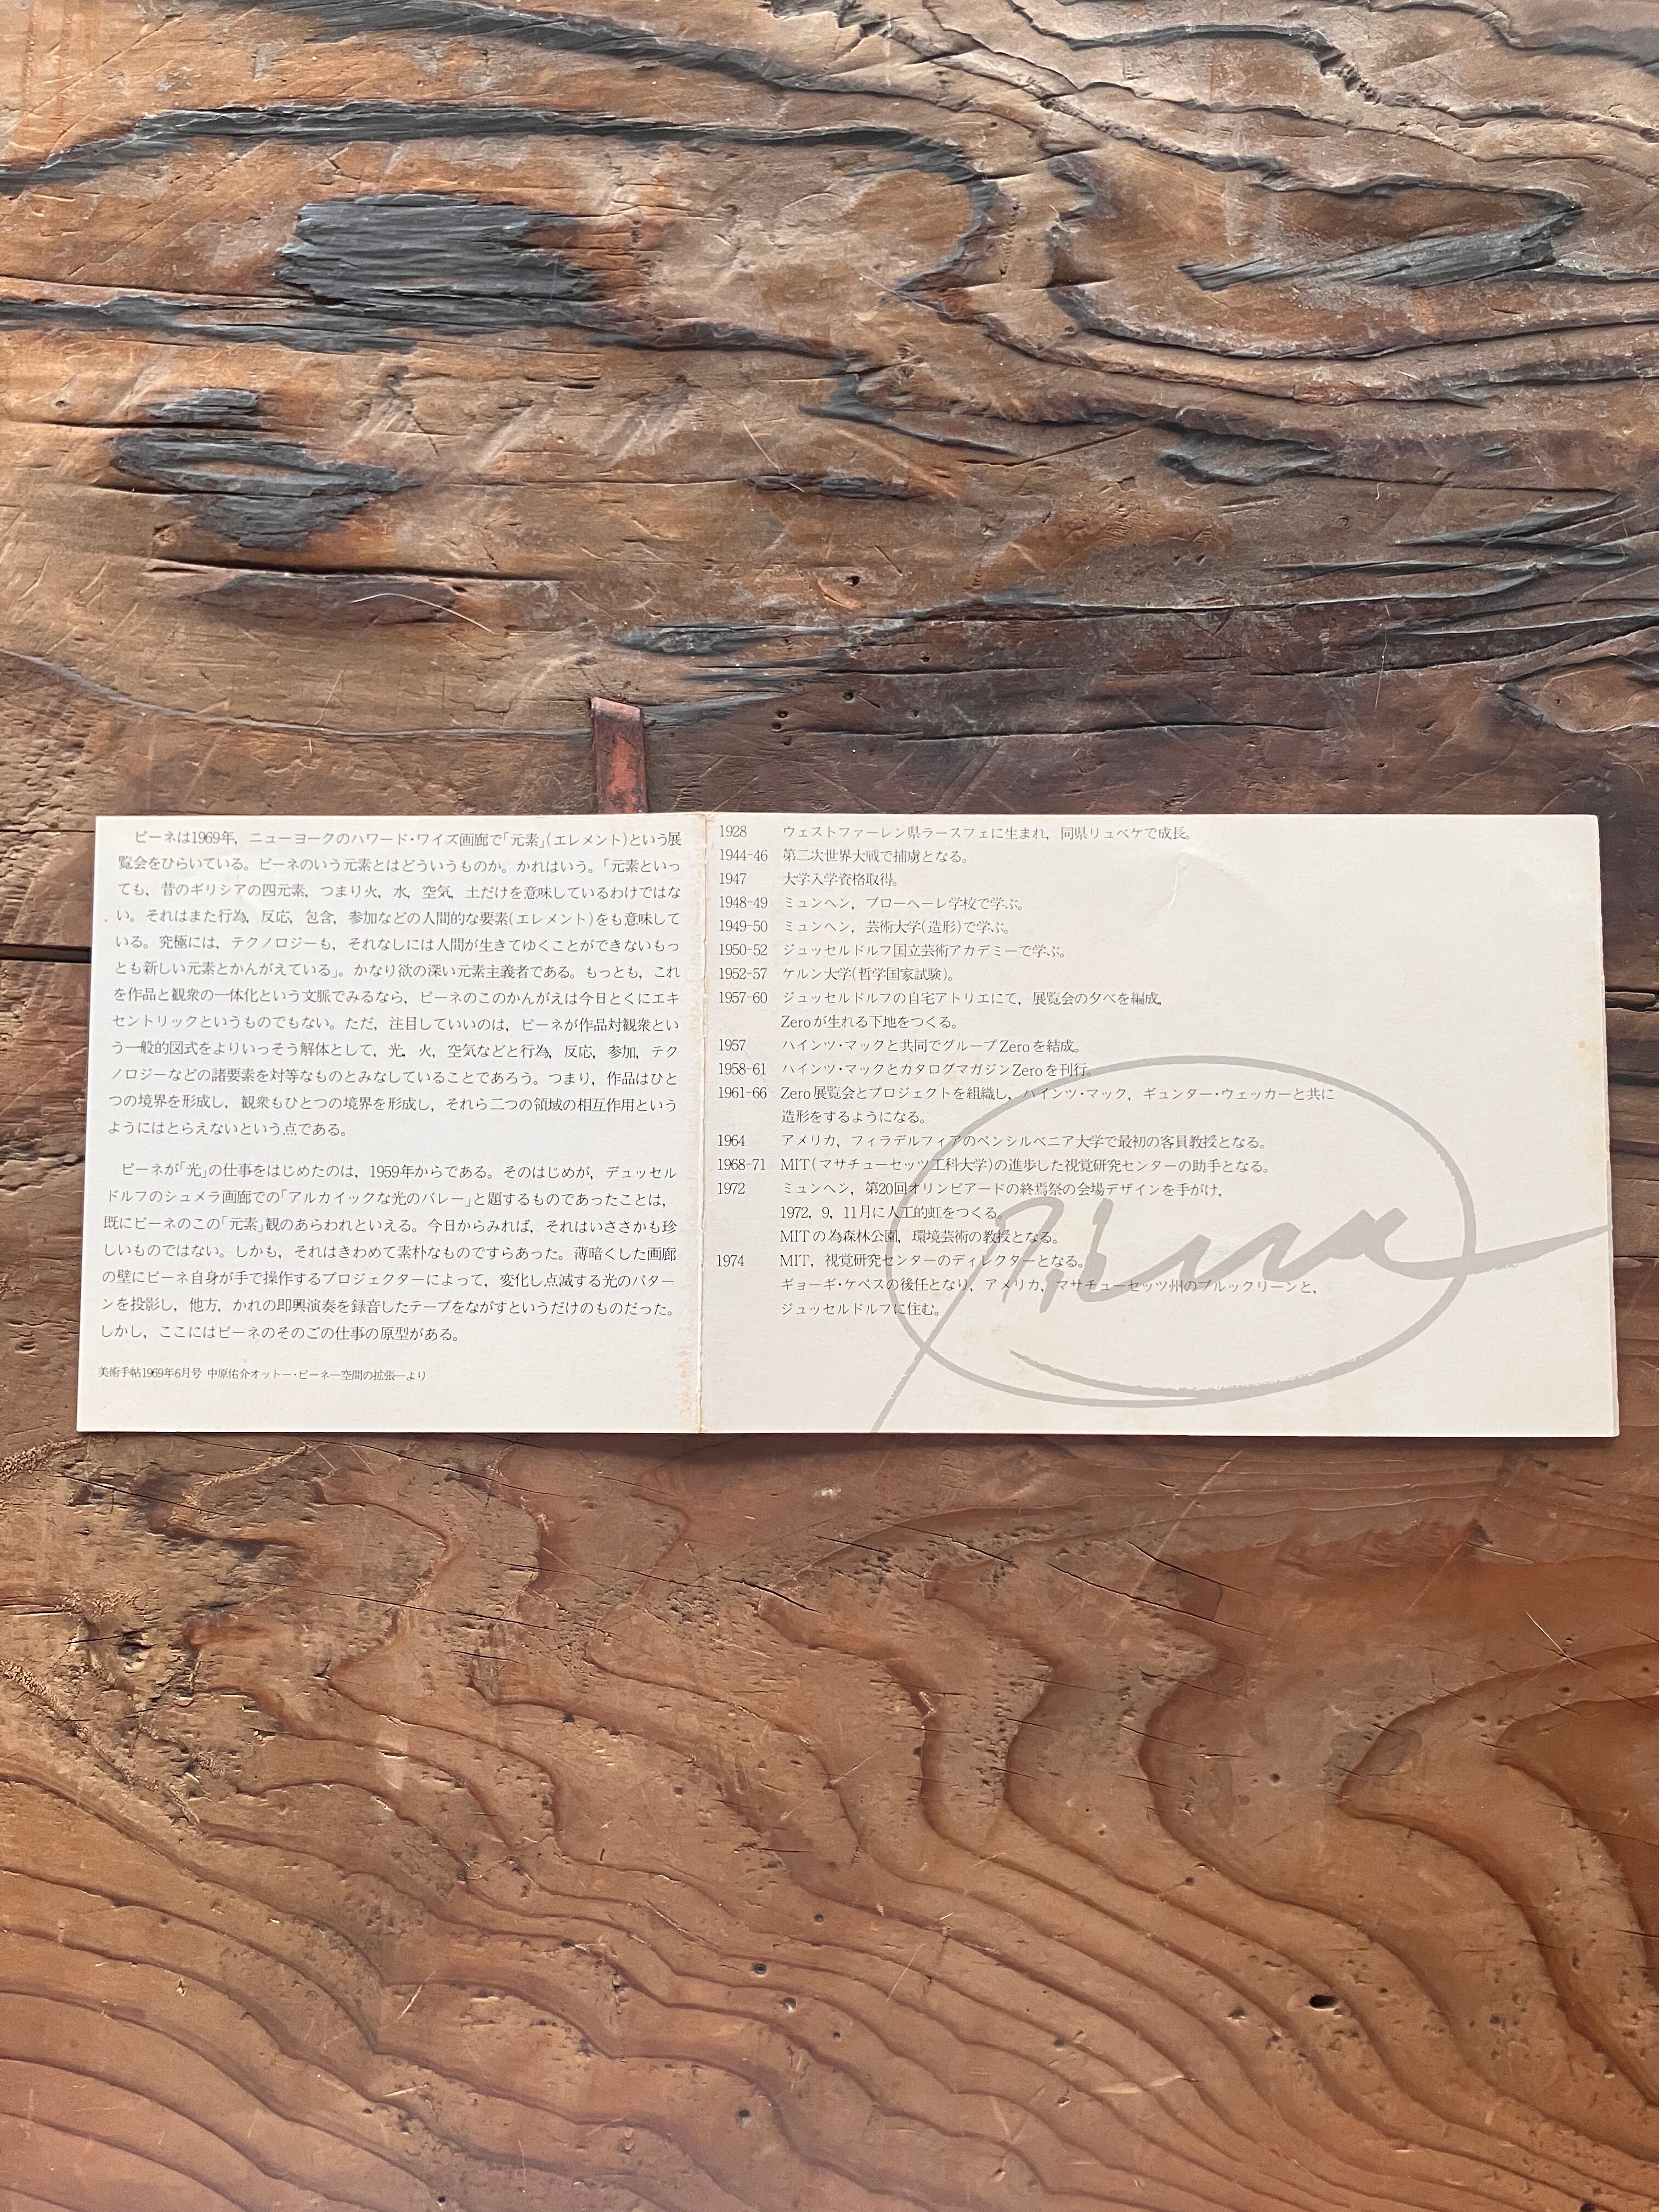 ピーネは1969年，ニューヨークのハワード・ワイズ画廊で「元素」(エレメント)という展
覧会をひらいている。ピーネのいう元素とはどういうものか。かれはいう。「元素といっ
ても，昔のギリシアの四元素，つまり火，水，空気，土だけを意味しているわけではな
い。それはまた行為，反応，包含，参加などの人間的な要素(エレメント)をも意味して
いる。究極には，テクノロジーも，それなしには人間が生きてゆくことができないもっ
とも新しい元素とかんがえている」。かなり欲の深い元素主義者である。もっとも，これ
を作品と観衆の一体化という文脈でみるなら，ピーネのこのかんがえは今日とくにエキ
セントリックというものでもない。ただ，注目していいのは，ピーネが作品対観衆とい
う一般的図式をよりいっそう解体として，光，火，空気などと行為，反応，参加，テク
ノロジーなどの諸要素を対等なものとみなしていることであろう。つまり，作品はひと
つの境界を形成し，観衆もひとつの境界を形成し，それら二つの領域の相互作用という
ようにはとらえないという点である。
ピーネが「光」の仕事をはじめたのは，1959年からである。そのはじめが，デュッセル
ドルフのシュメラ画廊での「アルカイックな光のバレー」と題するものであったことは，
既にピーネのこの「元素」観のあらわれといえる。今日からみれば，それはいささかも珍
しいものではない。しかも，それはきわめて素朴なものですらあった。薄暗くした画廊
の壁にピーネ自身が手で操作するプロジェクターによって，変化し点滅する光のパター
ンを投影し，他方，かれの即興演奏を録音したテープをながすというだけのものだった。
しかし，ここにはピーネのそのごの仕事の原型がある。
美術手帖1969年6月号 中原佑介オットー・ピーネ―空間の拡張―より
1928 ウェストファーレン県ラースフェに生まれ，同県リュベケで成長。
1944-46 第二次世界大戦で捕虜となる。
1947 大学入学資格取得。
1948-49 ミュンヘン，ブローヘーレ学校で学ぶ。
1949-50 ミュンヘン，芸術大学(造形)で学ぶ。
1950-52 ジュッセルドルフ国立芸術アカデミーで学ぶ。
1952-57 ケルン大学(哲学国家試験)。
1957-60 ジュッセルドルフの自宅アトリエにて，展覧会の夕べを編成，
Zeroが生れる下地をつくる。
1957 ハインツ・マックと共同でグループZeroを結成。
1958-61 ハインツ・マックとカタログマガジンZeroを刊行。
1961-66 Zero展覧会とプロジェクトを組織し，ハインツ・マック，ギュンター・ウェッカーと共に
造形をするようになる。
1964 アメリカ，フィラデルフィアのペンシルベニア大学で最初の客員教授となる。
1968-71 MIT(マサチューセッツ工科大学)の進歩した視覚研究センターの助手となる。
1972 ミュンヘン，第20回オリンピアードの終焉祭の会場デザインを手がけ，
1972，9，11月に人工的虹をつくる。
MITの為森林公園，環境芸術の教授となる。
1974 MIT，視覚研究センターのディレクターとなる。
ギョーギ・ケペスの後任となり，アメリカ，マサチューセッツ州のブルックリーンと，
ジュッセルドルフに住む。